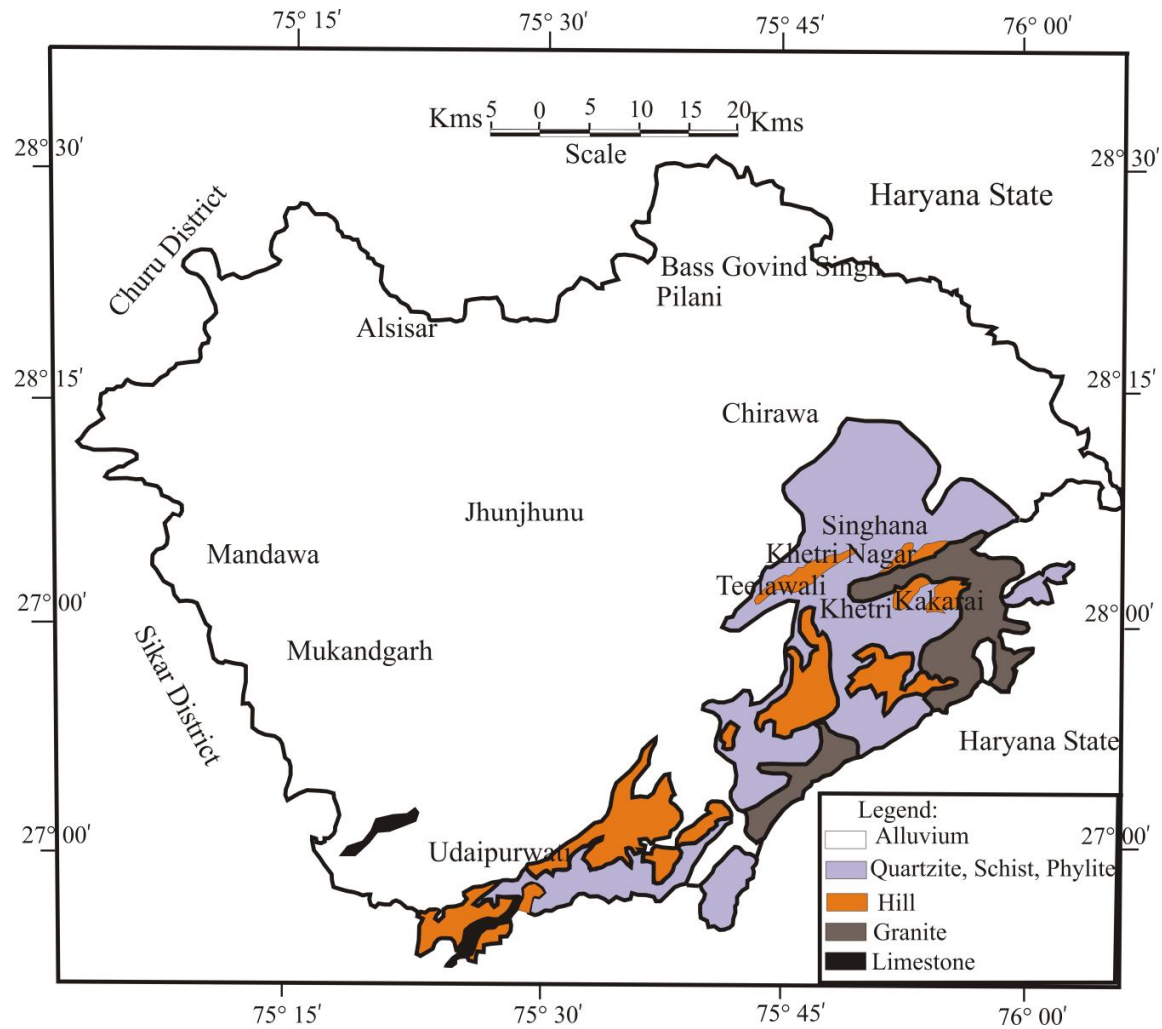 75° 15'
75° 30'
75° 45'
76° 00'
Kms 5 0 5 10 15 20 Kms
Scale
28° 30'
28° 30'
Haryana State
Churu District
Bass Govind Singh
Pilani
Alsisar
28° 15'
28° 15'
Chirawa
Jhunjhunu
Singhana
Mandawa
Khetri Nagar
Teelawali
Kakarai
Khetri
27° 00'
28° 00'
Mukandgarh
Sikar District
Haryana State
Legend:
Alluvium
27° 00'
27° 00'
Udaipurwati
Quartzite, Schist, Phylite
Hill
Granite
Limestone
75° 15'
75° 30'
75° 45'
76° 00'